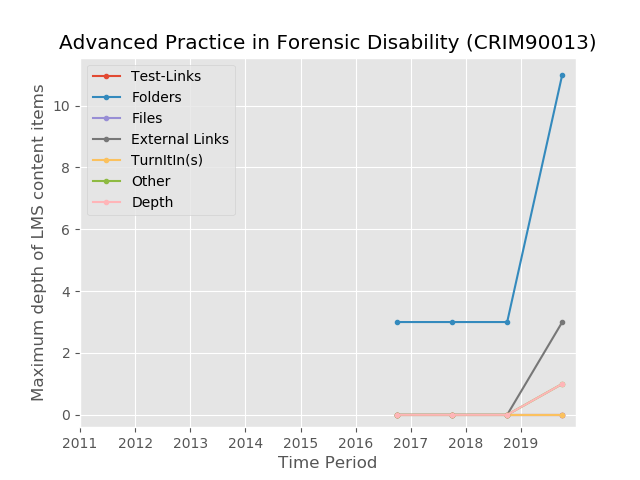 Advanced Practice in Forensic Disability (CRIM90013)
Test-Links
Folders
Files
External Links
TurnItIn(s)
Other
Depth
Maximum depth of LMS content items
10
8
6
4
2
0
2011 2012 2013 2014 2015 2016 2017 2018 2019
Time Period